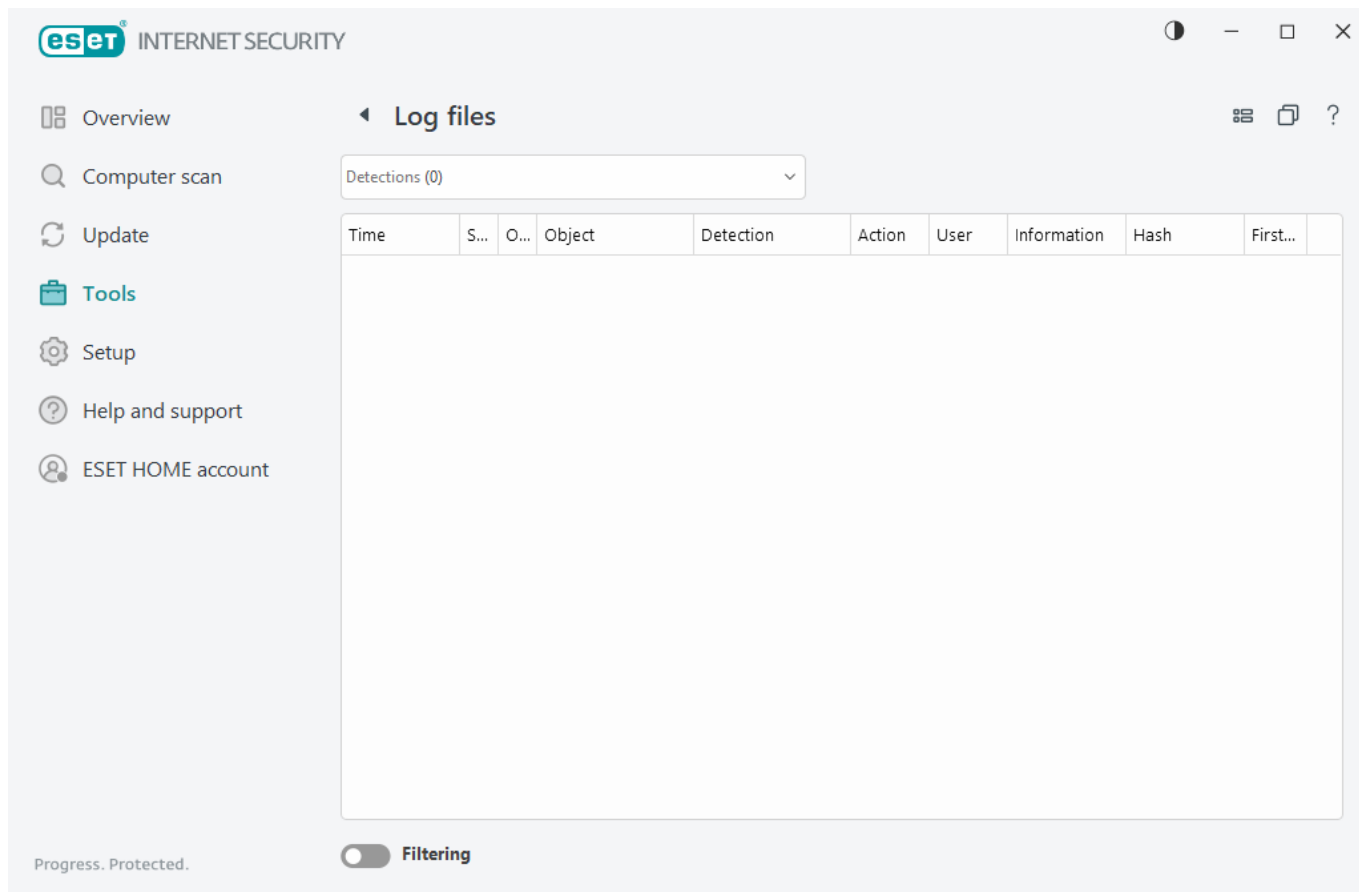 eseT® INTERNET SECURITY
Overview
Computer scan
Update
Tools
Setup
Help and support
ESET HOME account
Progress. Protected.
Log files
?
Detections (0)
Time S... O... Object Detection Action User Information Hash First...
Filtering